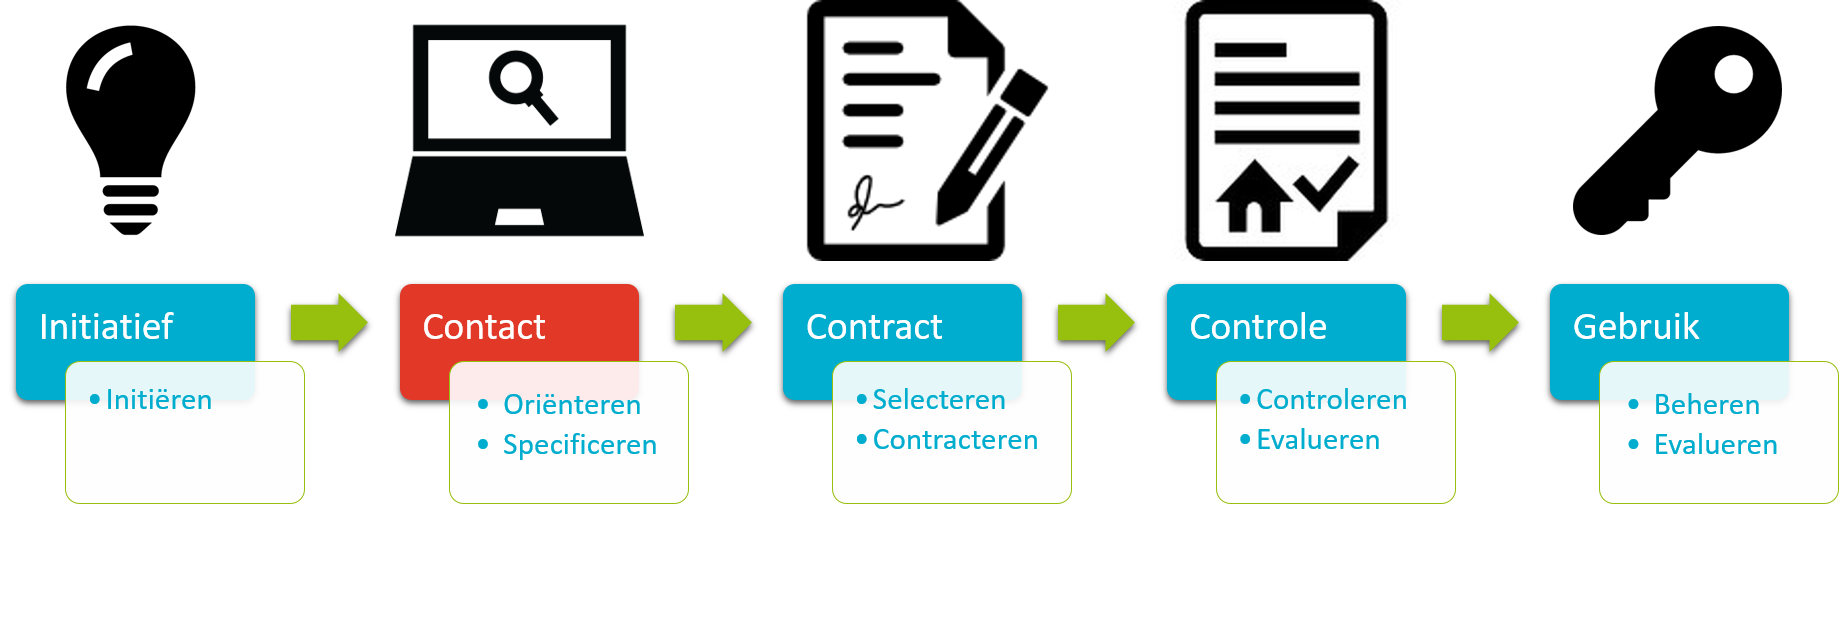 Initiatief
• Initiëren
Contact
• Oriënteren
• Specificeren
Contract
• Selecteren
• Contracteren
Controle
• Controleren
• Evalueren
Gebruik
• Beheren
• Evalueren